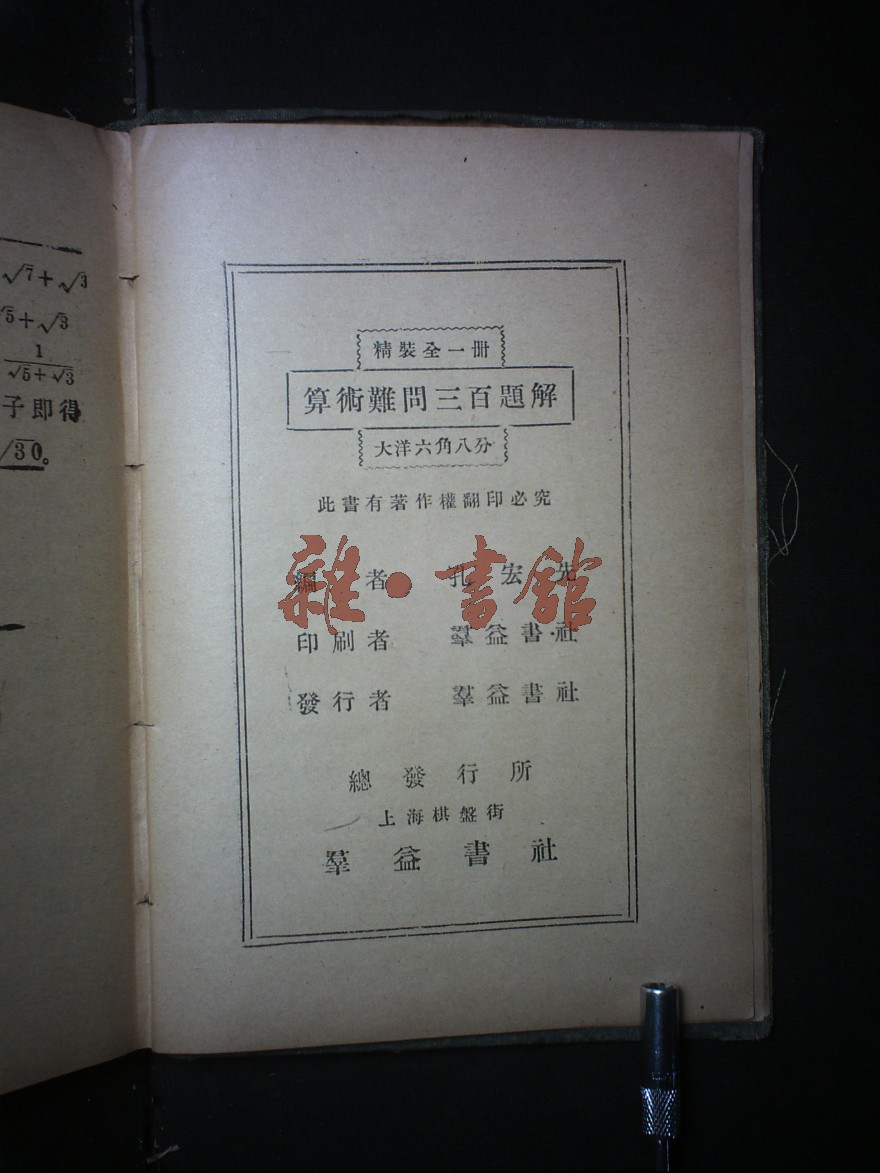 √7+√3
√5+√3
1
√5+√3
子即得
√30。
精裝全一册
算術難問三百題解
大洋六角八分
此書有著作權翻印必究
編者 孔宏先
印刷者 羣益書社
發行者 羣益書社
總發行所
上海棋盤街
羣益書社
雜·書館